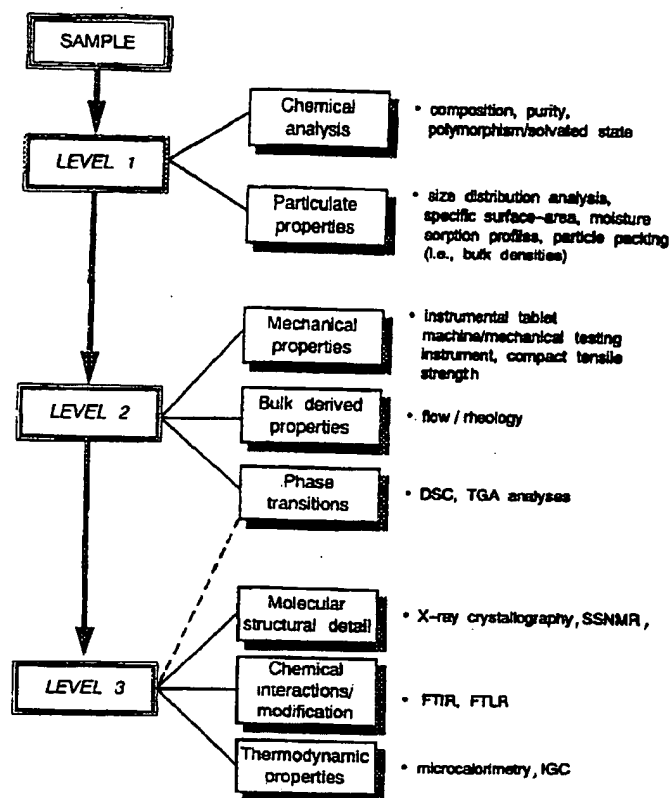 SAMPLE
LEVEL 1
Chemical
analysis
• composition, purity,
polymorphism/solvated state
Particulate
properties
• size distribution analysis,
specific surface-area, moisture
sorption profiles, particle packing
(i.e., bulk densities)
LEVEL 2
Mechanical
properties
• instrumental tablet
machine/mechanical testing
instrument, compact tensile
strength
Bulk derived
properties
• flow / rheology
Phase
transitions
• DSC, TGA analyses
LEVEL 3
Molecular
structural detail
• X-ray crystallography, SSNMR,
Chemical
interactions/
modification
• FTIR, FTLR
Thermodynamic
properties
• microcalorimetry, IGC